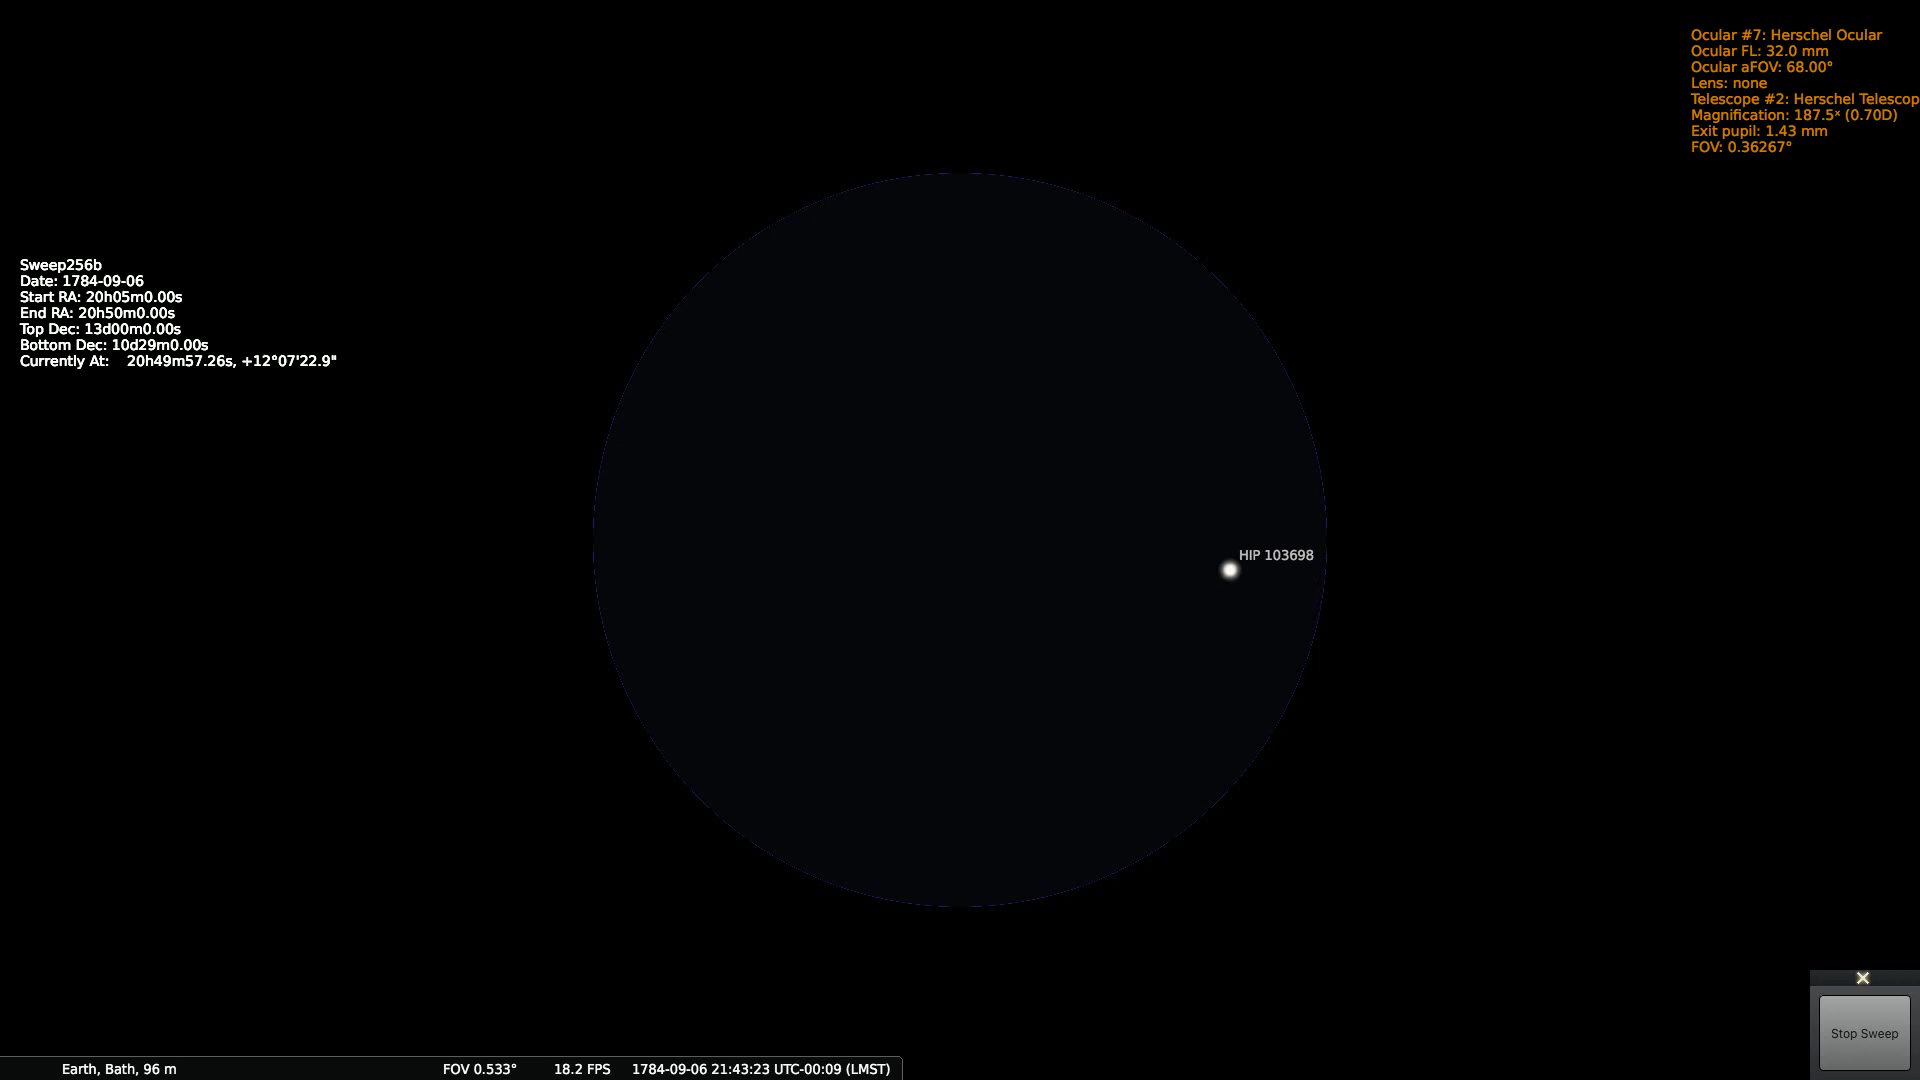 Ocular #7: Herschel Ocular
Ocular FL: 32.0 mm
Ocular aFOV: 68.00°
Lens: none
Telescope #2: Herschel Telescop
Magnification: 187.5ˣ (0.70D)
Exit pupil: 1.43 mm
FOV: 0.36267°
Sweep256b
Date: 1784-09-06
Start RA: 20h05m0.00s
End RA: 20h50m0.00s
Top Dec: 13d00m0.00s
Bottom Dec: 10d29m0.00s
Currently At: 20h49m57.26s, +12°07'22.9"
HIP 103698
Stop Sweep
Earth, Bath, 96 m FOV 0.533° 18.2 FPS 1784-09-06 21:43:23 UTC-00:09 (LMST)